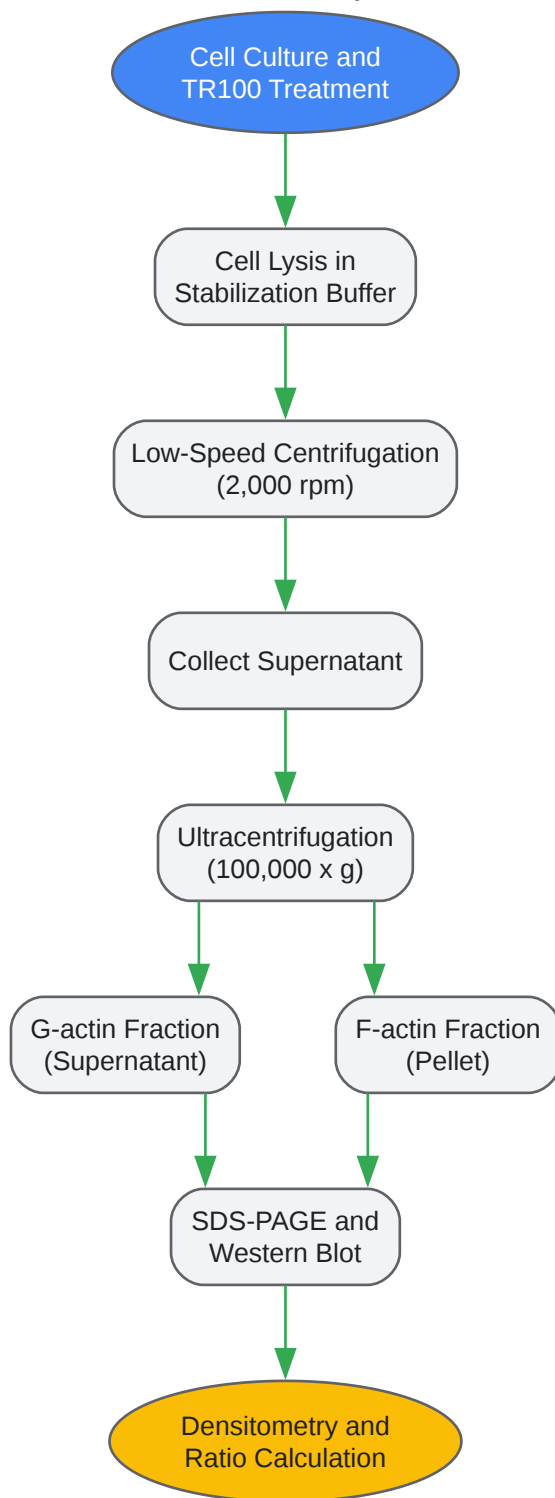 Cell Culture and
TR100 Treatment
Cell Lysis in
Stabilization Buffer
Low-Speed Centrifugation
(2,000 rpm)
Collect Supernatant
Ultracentrifugation
(100,000 x g)
G-actin Fraction
(Supernatant)
F-actin Fraction
(Pellet)
SDS-PAGE and
Western Blot
Densitometry and
Ratio Calculation